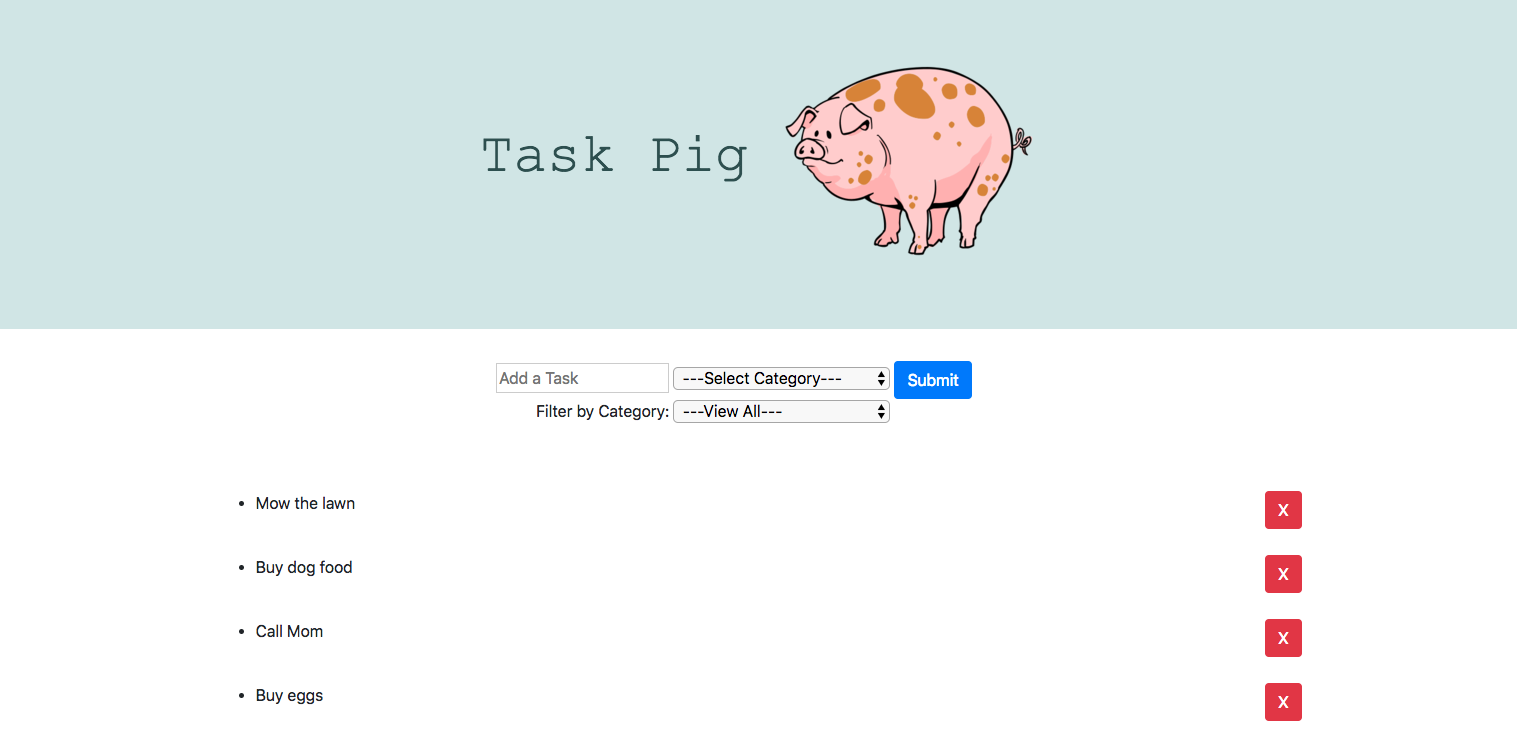 Task Pig
Add a Task ---Select Category--- Submit
Filter by Category: ---View All---
• Mow the lawn X
• Buy dog food X
• Call Mom X
• Buy eggs X